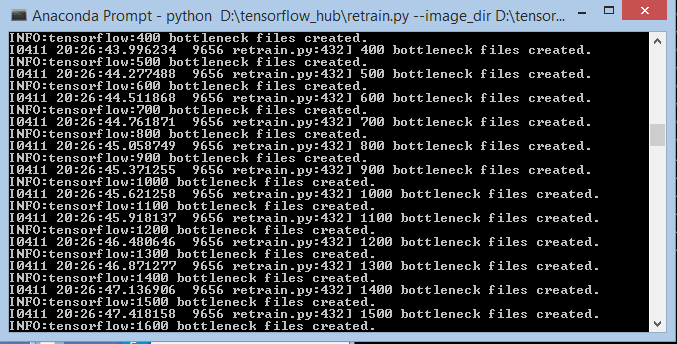 Anaconda Prompt - python  D:\tensorflow_hub\retrain.py --image_dir D:\tensor...
INFO:tensorflow:400 bottleneck files created.
I0411 20:26:43.996234  9656 retrain.py:432] 400 bottleneck files created.
INFO:tensorflow:500 bottleneck files created.
I0411 20:26:44.277488  9656 retrain.py:432] 500 bottleneck files created.
INFO:tensorflow:600 bottleneck files created.
I0411 20:26:44.511868  9656 retrain.py:432] 600 bottleneck files created.
INFO:tensorflow:700 bottleneck files created.
I0411 20:26:44.761871  9656 retrain.py:432] 700 bottleneck files created.
INFO:tensorflow:800 bottleneck files created.
I0411 20:26:45.058749  9656 retrain.py:432] 800 bottleneck files created.
INFO:tensorflow:900 bottleneck files created.
I0411 20:26:45.371255  9656 retrain.py:432] 900 bottleneck files created.
INFO:tensorflow:1000 bottleneck files created.
I0411 20:26:45.621258  9656 retrain.py:432] 1000 bottleneck files created.
INFO:tensorflow:1100 bottleneck files created.
I0411 20:26:45.918137  9656 retrain.py:432] 1100 bottleneck files created.
INFO:tensorflow:1200 bottleneck files created.
I0411 20:26:46.480646  9656 retrain.py:432] 1200 bottleneck files created.
INFO:tensorflow:1300 bottleneck files created.
I0411 20:26:46.871277  9656 retrain.py:432] 1300 bottleneck files created.
INFO:tensorflow:1400 bottleneck files created.
I0411 20:26:47.136906  9656 retrain.py:432] 1400 bottleneck files created.
INFO:tensorflow:1500 bottleneck files created.
I0411 20:26:47.418158  9656 retrain.py:432] 1500 bottleneck files created.
INFO:tensorflow:1600 bottleneck files created.